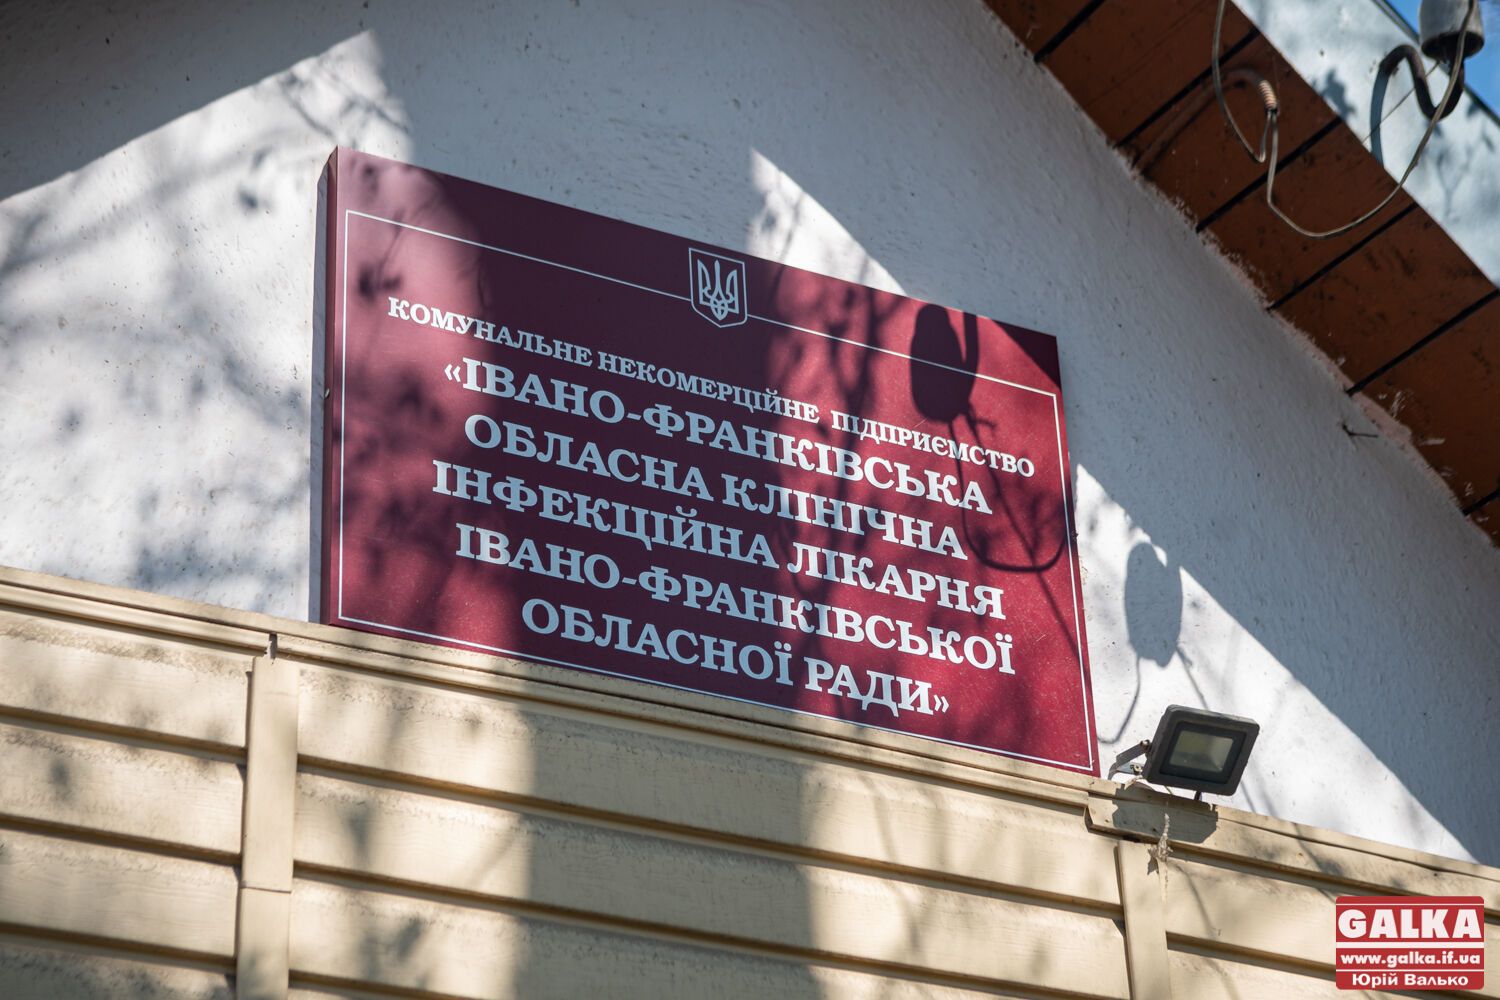 КОМУНАЛЬНЕ НЕКОМЕРЦІЙНЕ ПІДПРИЄМСТВО
«ІВАНО-ФРАНКІВСЬКА
ОБЛАСНА КЛІНІЧНА
ІНФЕКЦІЙНА ЛІКАРНЯ
ІВАНО-ФРАНКІВСЬКОЇ
ОБЛАСНОЇ РАДИ»
GALKA
www.galka.if.ua
Юрій Валько